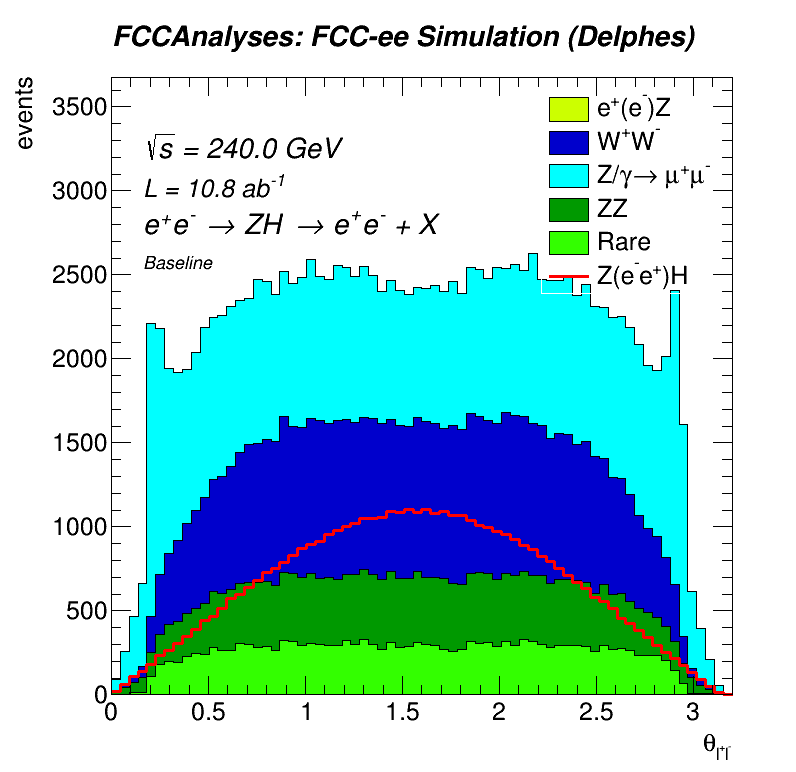 FCCAnalyses: FCC-ee Simulation (Delphes)
events
3500
3000
2500
2000
1500
1000
500
0
√s = 240.0 GeV
L = 10.8 ab⁻¹
e⁺e⁻ → ZH → e⁺e⁻ + X
Baseline
e⁺(e⁻)Z
W⁺W⁻
Z/γ→ μ⁺μ⁻
ZZ
Rare
Z(e⁻e⁺)H
0 0.5 1 1.5 2 2.5 3
θ_{l⁺l⁻}